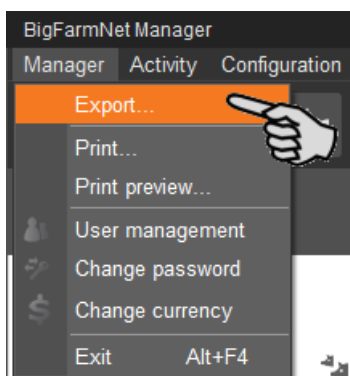 BigFarmNet Manager
Manager Activity Configuration
Export...
Print...
Print preview...
User management
Change password
Change currency
Exit Alt+F4